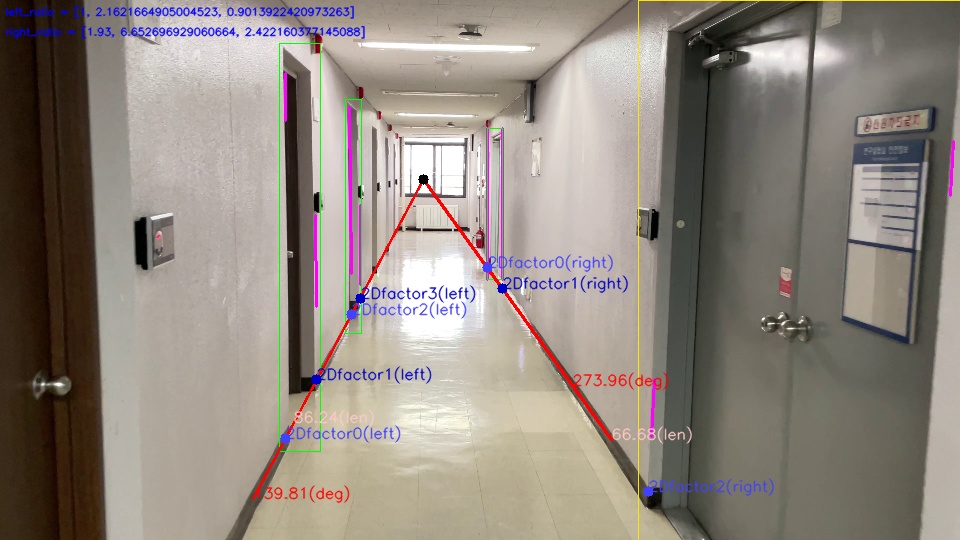 left_ratio = [1, 2.1621664905004523, 0.9013922420973263]
right_ratio = [1.93, 6.652696929060664, 2.422160377145088]
2Dfactor0(right)
2Dfactor1(right)
2Dfactor3(left)
2Dfactor2(left)
2Dfactor1(left)
273.96(deg)
86.24(len)
2Dfactor0(left)
66.68(len)
2Dfactor2(right)
139.81(deg)